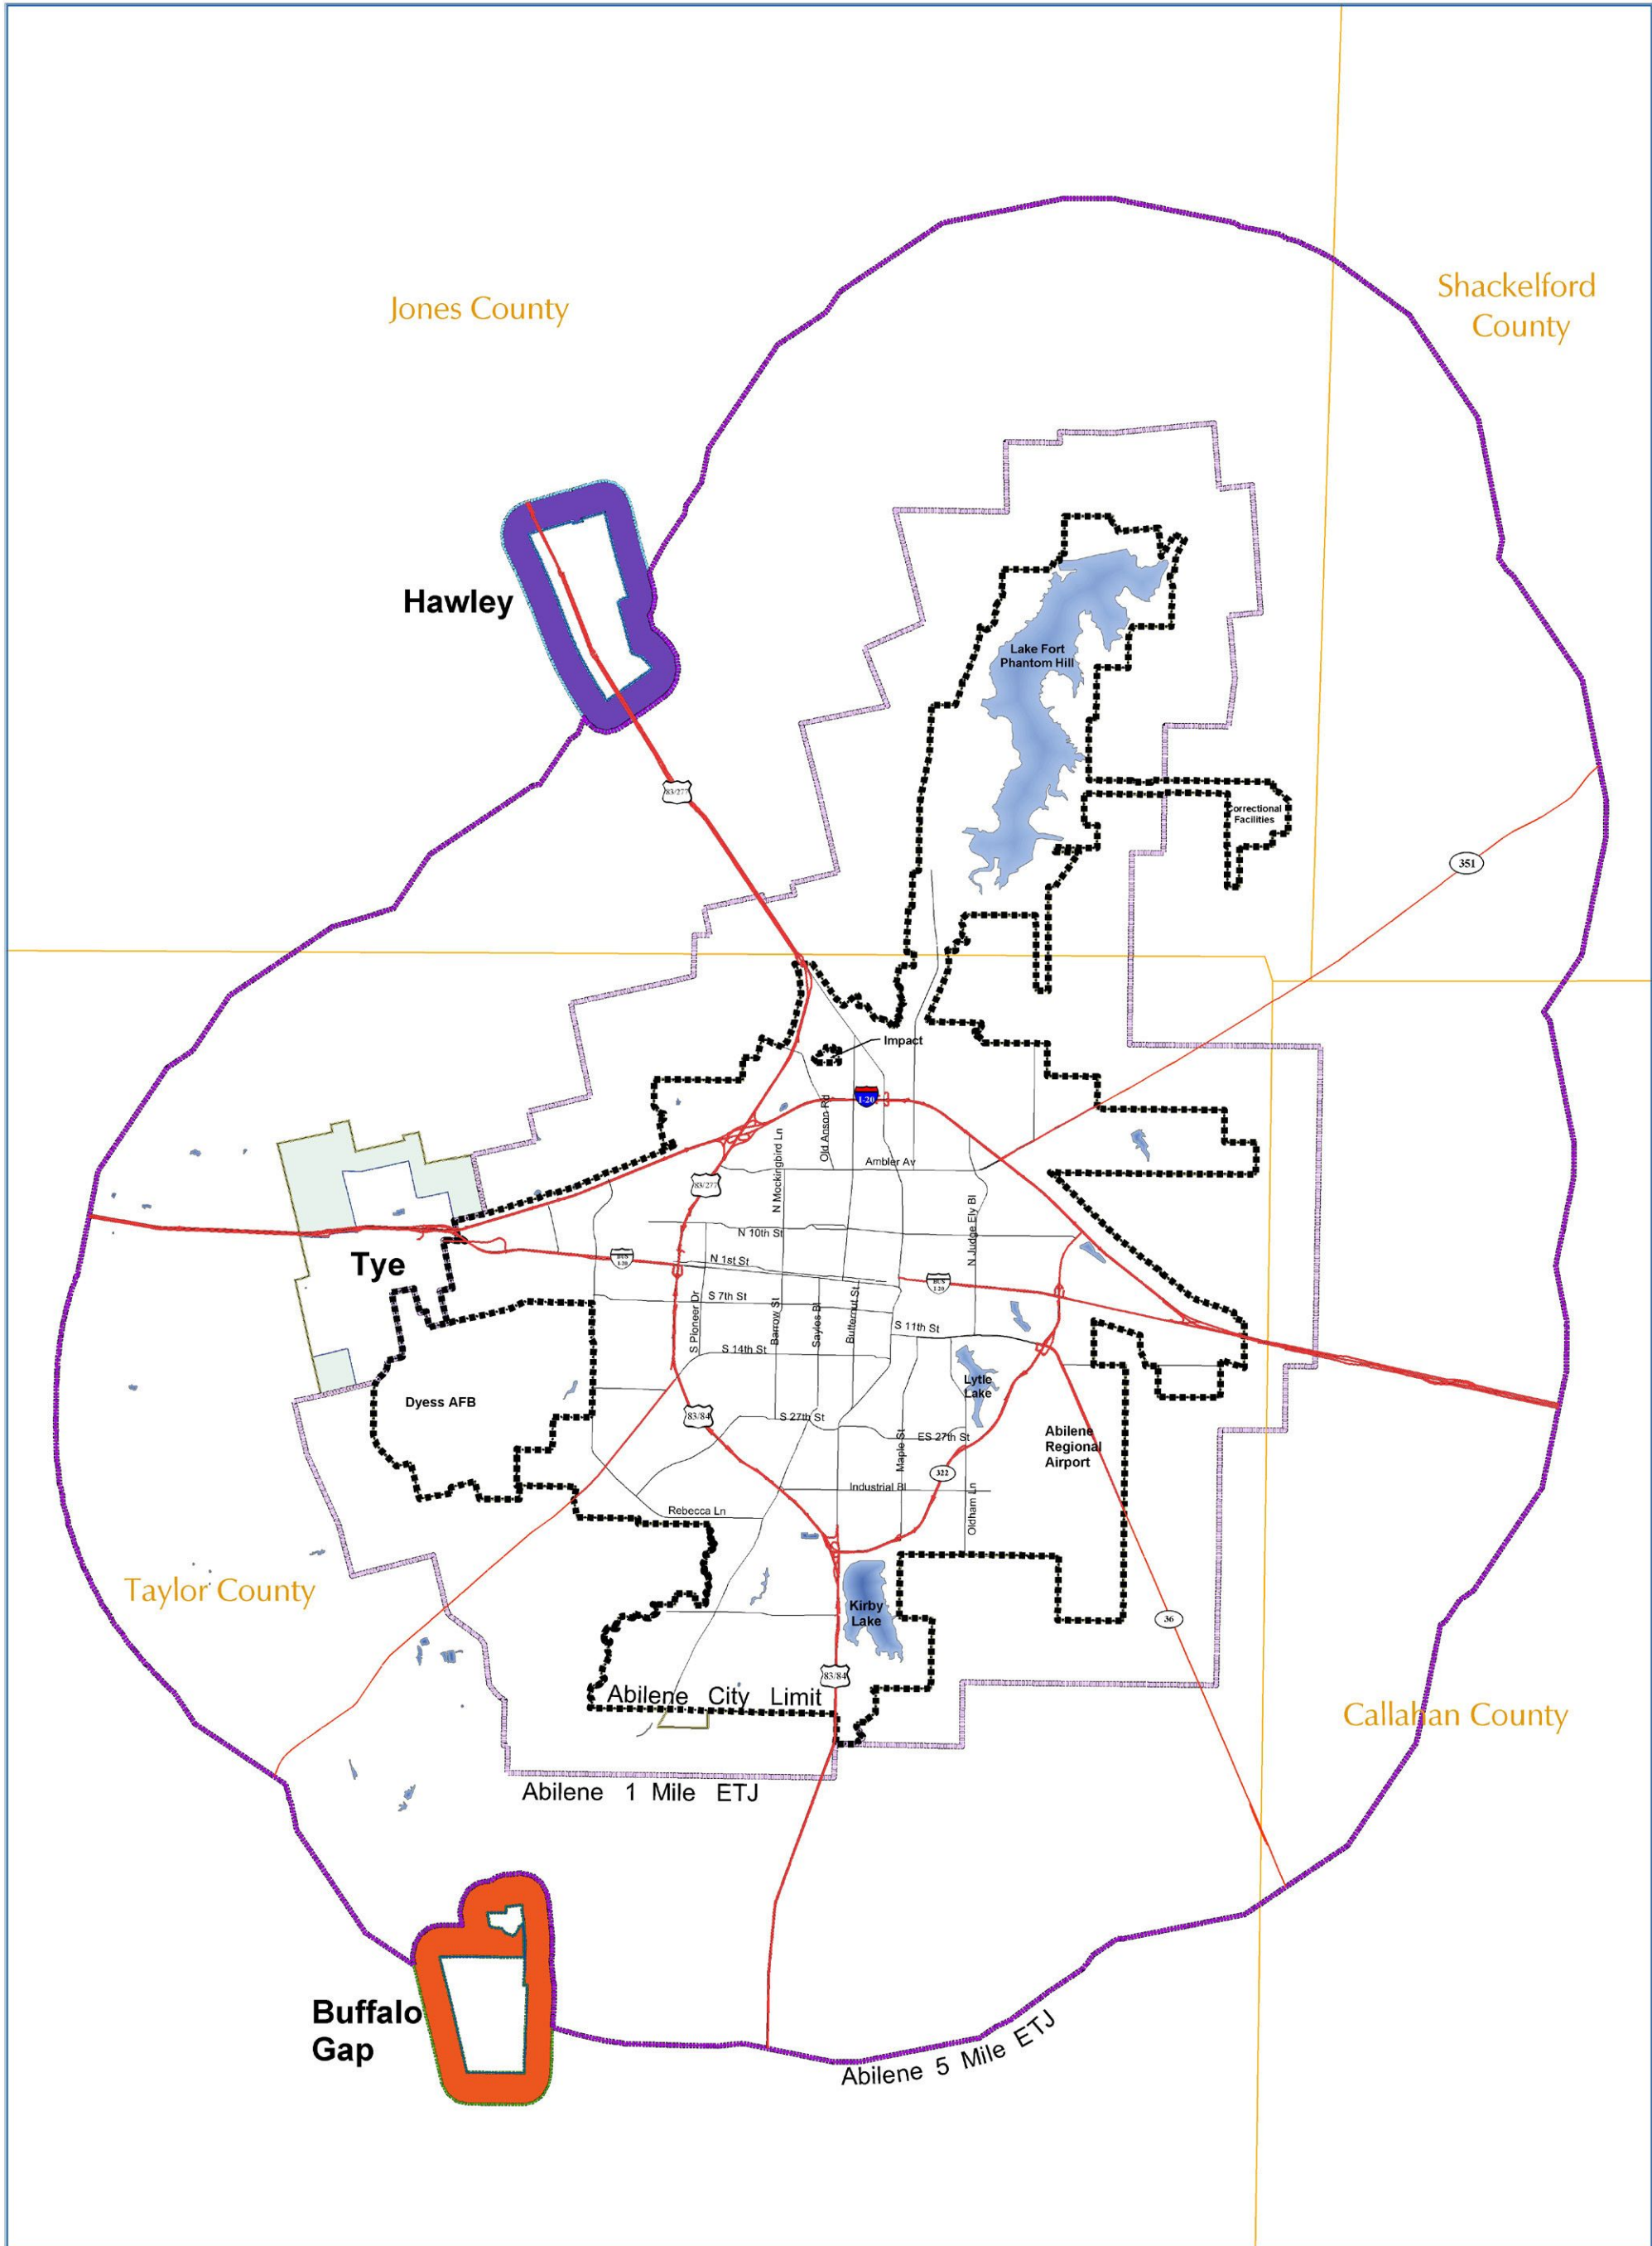 Jones County
Shackelford
County
Hawley
Lake Fort
Phantom Hill
83/277
Correctional
Facilities
351
Impact
I-20
Old Anson Rd
N Mockingbird Ln
Ambler Av
83/277
N Judge Ely Bl
N 10th St
Tye
N 1st St
BUS
I-20
BUS
I-20
S 7th St
S Pioneer Dr
Barrow St
Sayles Bl
Butternut St
S 11th St
S 14th St
Lytle
Lake
Dyess AFB
83/84
S 27th St
Maple St
ES 27th St
Abilene
Regional
Airport
322
Industrial Bl
Oldham Ln
Rebecca Ln
Taylor County
Kirby
Lake
36
83/84
Abilene City Limit
Callahan County
Abilene 1 Mile ETJ
Buffalo
Gap
Abilene 5 Mile ETJ